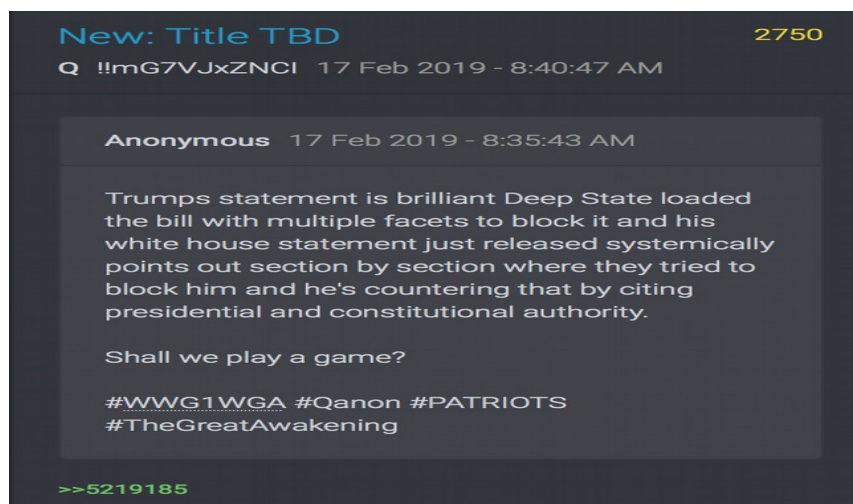 New: Title TBD 2750
Q !!mG7VJxZNCI 17 Feb 2019 - 8:40:47 AM
Anonymous 17 Feb 2019 - 8:35:43 AM
Trumps statement is brilliant Deep State loaded
the bill with multiple facets to block it and his
white house statement just released systemically
points out section by section where they tried to
block him and he's countering that by citing
presidential and constitutional authority.
Shall we play a game?
#WWG1WGA #Qanon #PATRIOTS
#TheGreatAwakening
>>5219185